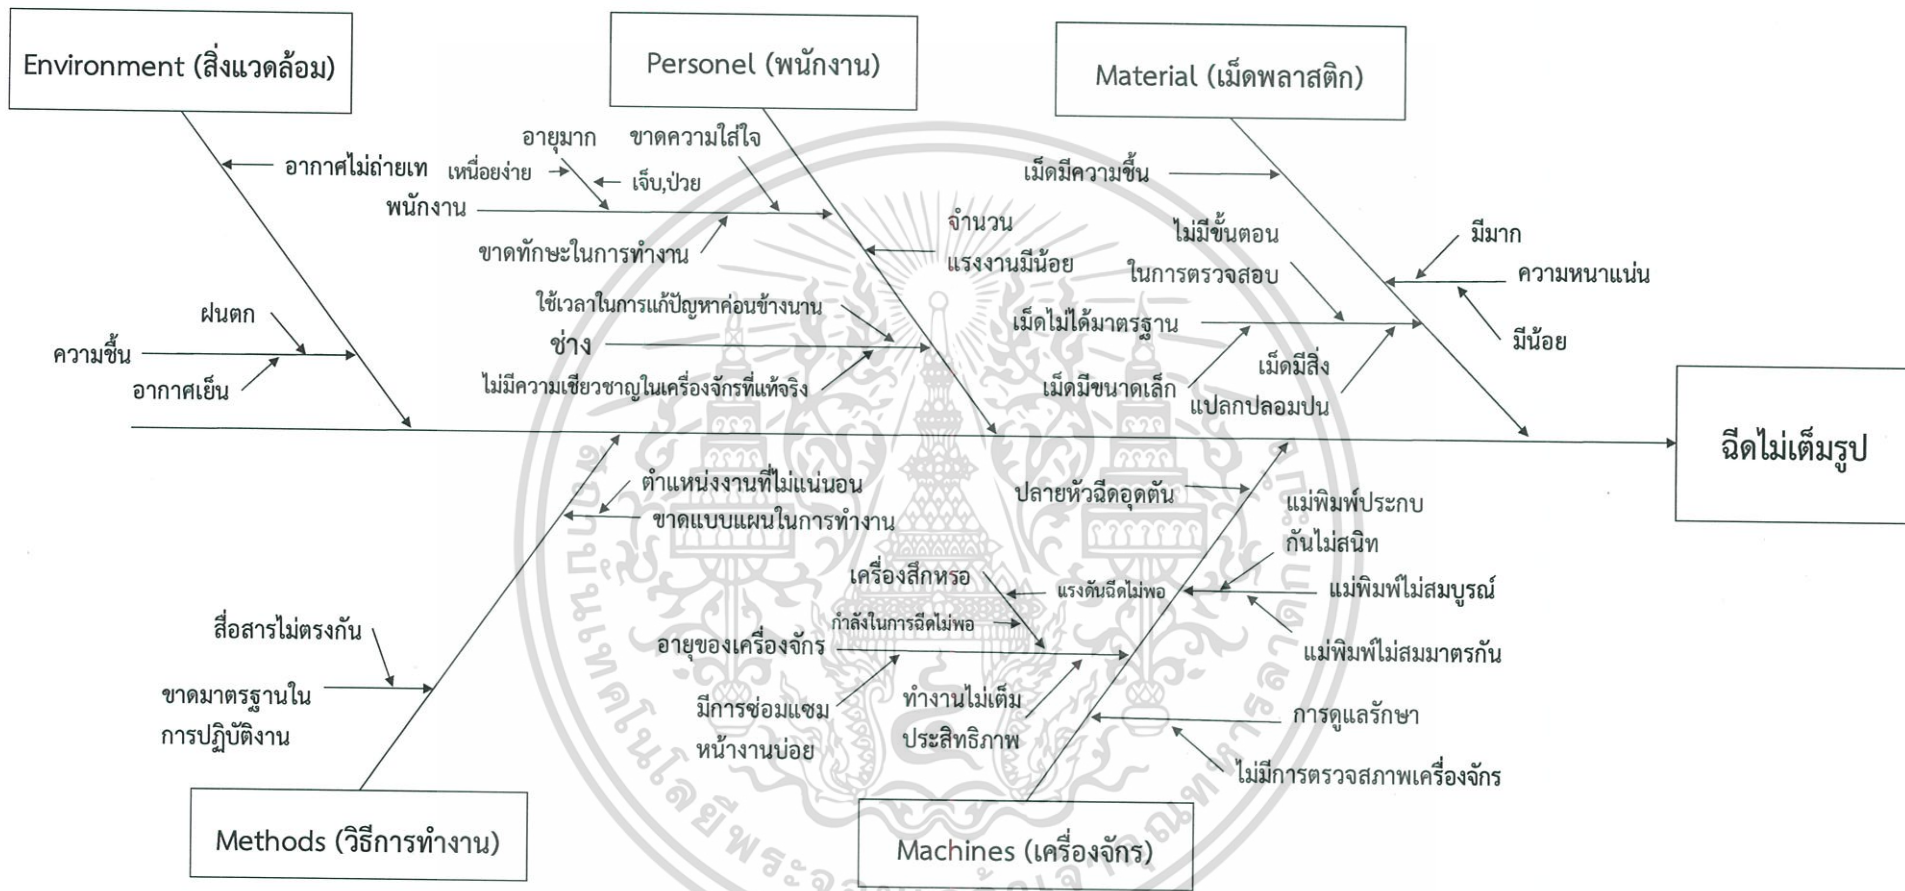 Environment (สิ่งแวดล้อม)
Personel (พนักงาน)
Material (เม็ดพลาสติก)
อากาศไม่ถ่ายเท
ฝนตก
ความชื้น
อากาศเย็น
อายุมาก
ขาดความใส่ใจ
เหนื่อยง่าย
เจ็บ,ป่วย
พนักงาน
ขาดทักษะในการทำงาน
จำนวน
แรงงานมีน้อย
ใช้เวลาในการแก้ปัญหาค่อนข้างนาน
ช่าง
ไม่มีความเชียวชาญในเครื่องจักรที่แท้จริง
เม็ดมีความชื้น
ไม่มีขั้นตอน
ในการตรวจสอบ
มีมาก
ความหนาแน่น
มีน้อย
เม็ดไม่ได้มาตรฐาน
เม็ดมีขนาดเล็ก
เม็ดมีสิ่ง
แปลกปลอมปน
ฉีดไม่เต็มรูป
ตำแหน่งงานที่ไม่แน่นอน
ขาดแบบแผนในการทำงาน
สื่อสารไม่ตรงกัน
ขาดมาตรฐานใน
การปฏิบัติงาน
ปลายหัวฉีดอุดตัน
แม่พิมพ์ประกบ
กันไม่สนิท
แม่พิมพ์ไม่สมบูรณ์
แม่พิมพ์ไม่สมมาตรกัน
เครื่องสึกหรอ
แรงดันฉีดไม่พอ
กำลังในการฉีดไม่พอ
อายุของเครื่องจักร
มีการซ่อมแซม
หน้างานบ่อย
ทำงานไม่เต็ม
ประสิทธิภาพ
การดูแลรักษา
ไม่มีการตรวจสภาพเครื่องจักร
Methods (วิธีการทำงาน)
Machines (เครื่องจักร)